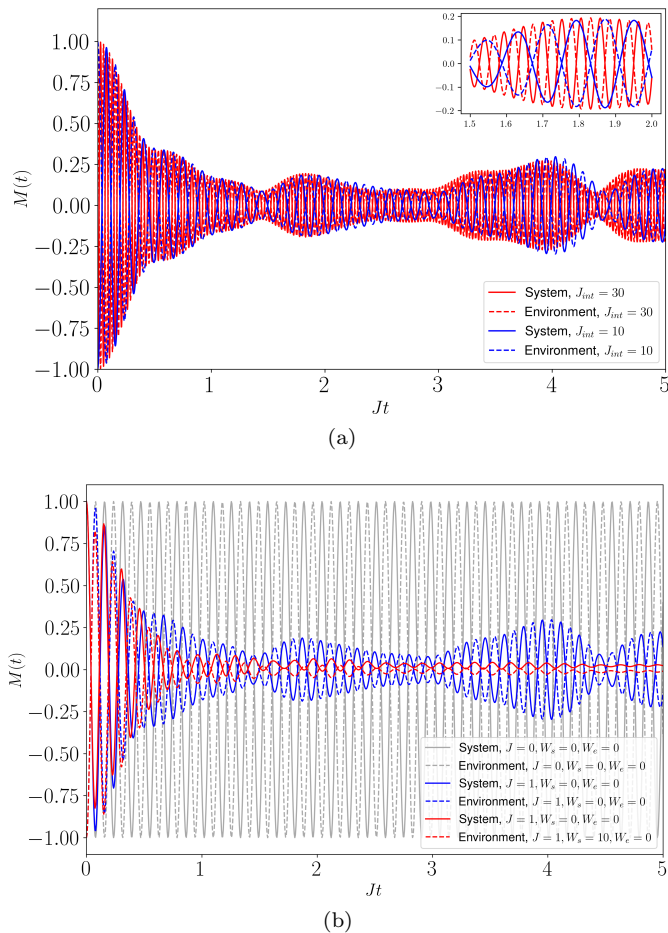 1.00
0.75
0.50
0.25
0.00
−0.25
−0.50
−0.75
−1.00
M(t)
0.2
0.1
0.0
−0.1
−0.2
1.5 1.6 1.7 1.8 1.9 2.0
System, J_int = 30
Environment, J_int = 30
System, J_int = 10
Environment, J_int = 10
0 1 2 3 4 5
Jt
(a)
1.00
0.75
0.50
0.25
0.00
−0.25
−0.50
−0.75
−1.00
M(t)
System, J = 0, W_s = 0, W_e = 0
Environment, J = 0, W_s = 0, W_e = 0
System, J = 1, W_s = 0, W_e = 0
Environment, J = 1, W_s = 0, W_e = 0
System, J = 1, W_s = 0, W_e = 0
Environment, J = 1, W_s = 10, W_e = 0
0 1 2 3 4 5
Jt
(b)